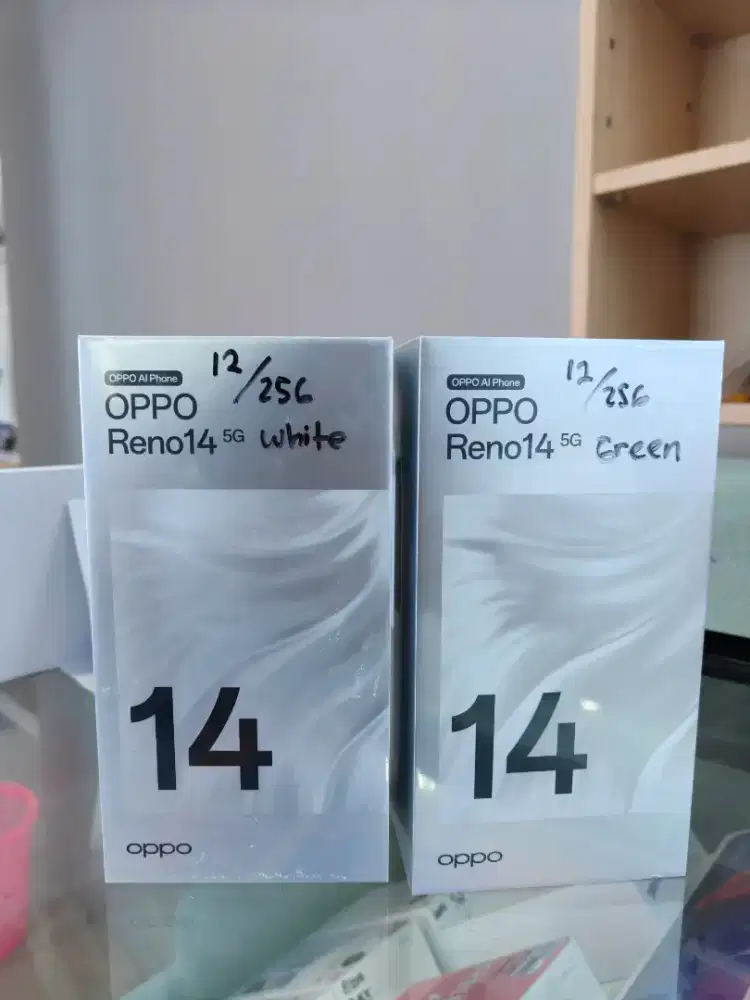 OPPO AI Phone
12/256
OPPO
Reno14 5G White
14
oppo
OPPO AI Phone
12/256
OPPO
Reno14 5G Green
14
oppo